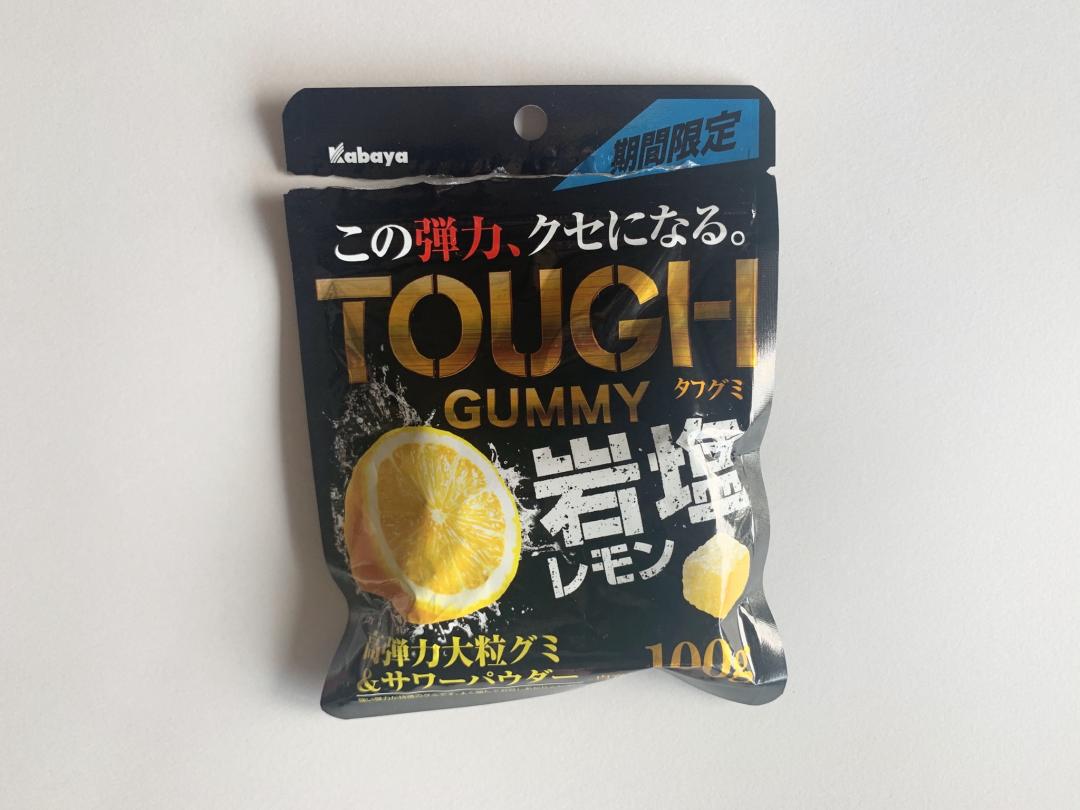 Kabaya
期間限定
この弾力、クセになる。
TOUGH
GUMMY
タフグミ
岩塩
レモン
高弾力大粒グミ
&サワーパウダー
100g